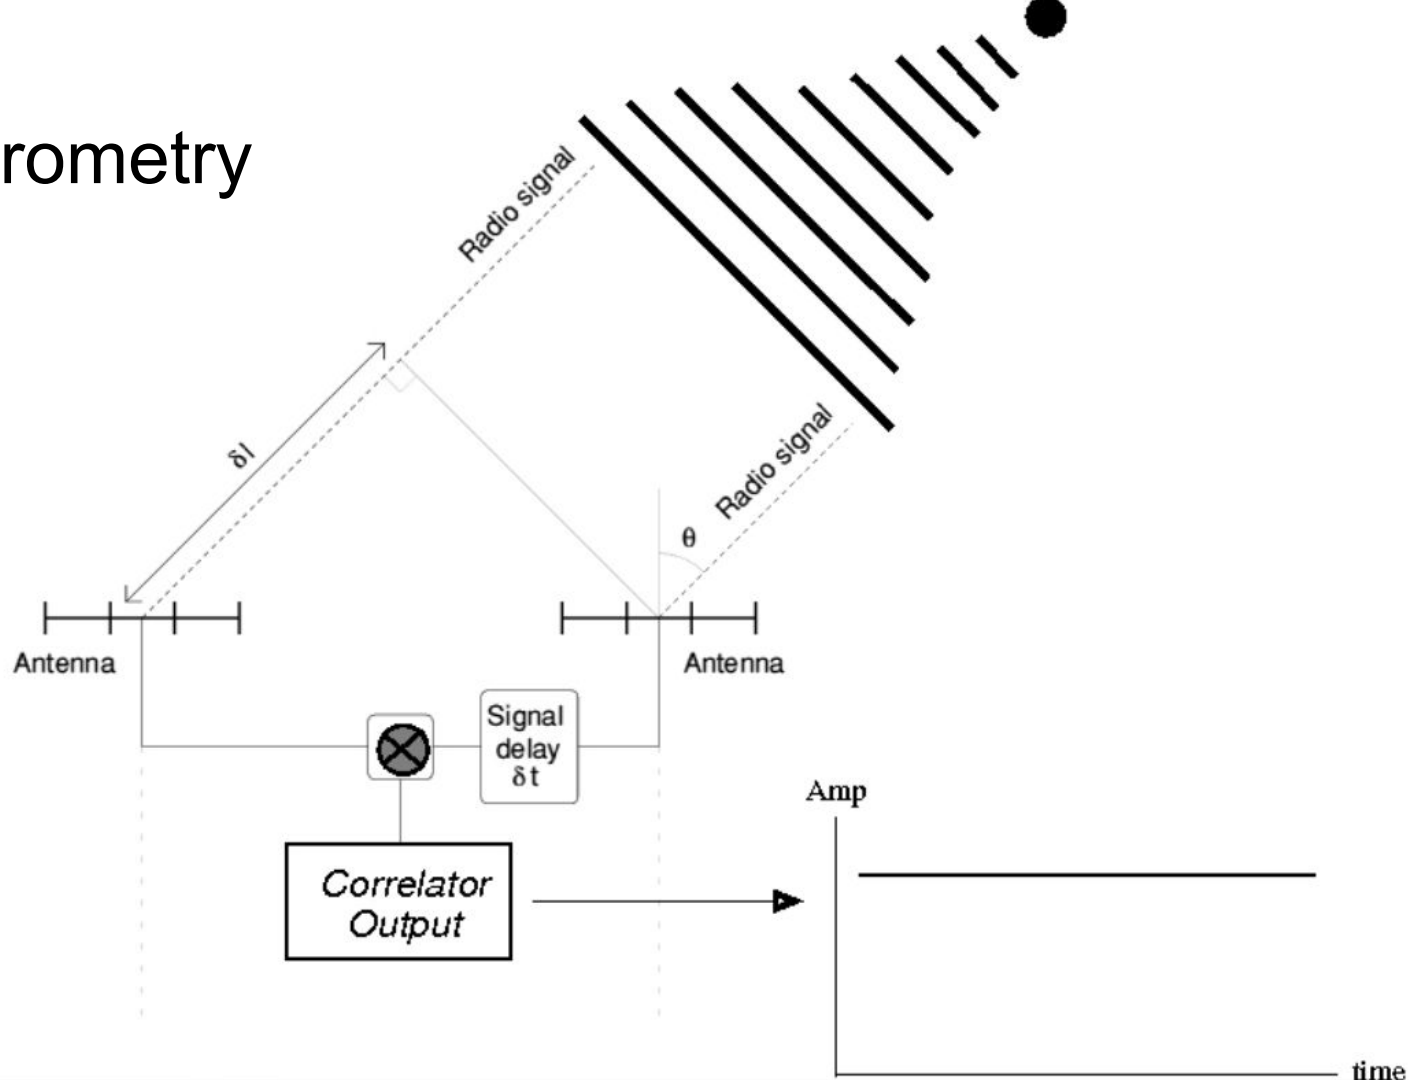 rometry
Radio signal
δl
Radio signal
θ
Antenna
Antenna
Signal
delay
δt
Correlator
Output
Amp
time